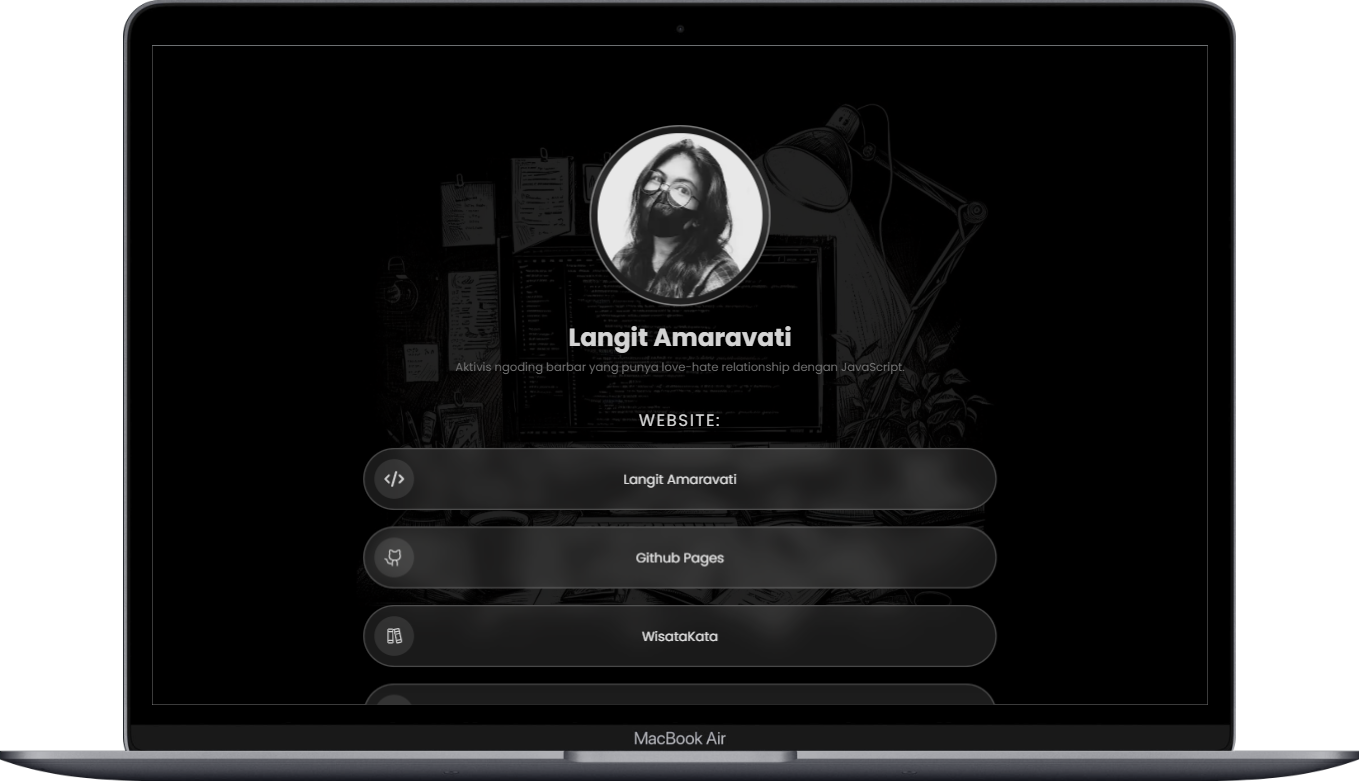 Langit Amaravati
Aktivis ngoding barbar yang punya love-hate relationship dengan JavaScript.
WEBSITE:
Langit Amaravati
Github Pages
WisataKata
MacBook Air